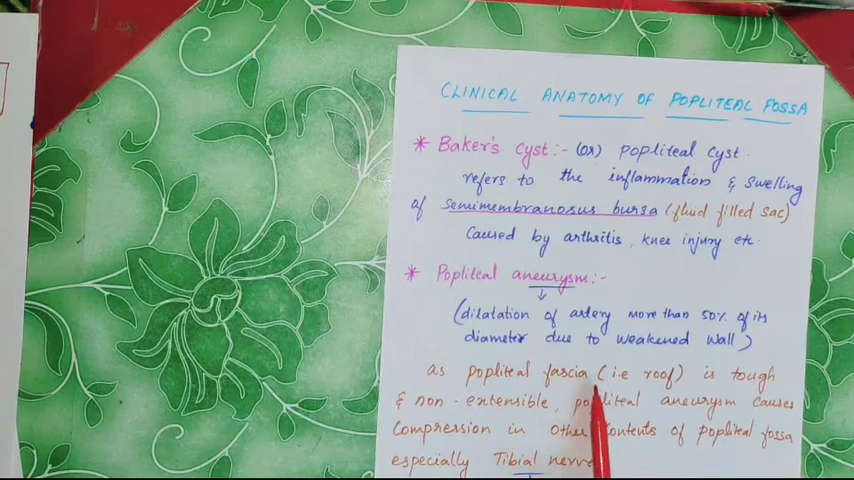 CLINICAL ANATOMY OF POPLITEAL FOSSA
* Baker's cyst:- (or) popliteal cyst.
refers to the inflammation & swelling
of semimembranosus bursa (fluid filled sac)
caused by arthritis, knee injury etc.
* Popliteal aneurysm:-
(dilatation of artery more than 50% of its
diameter due to weakened wall)
as popliteal fascia (i.e roof) is tough
& non-extensible, popliteal aneurysm causes
compression in other contents of popliteal fossa
especially Tibial nerve